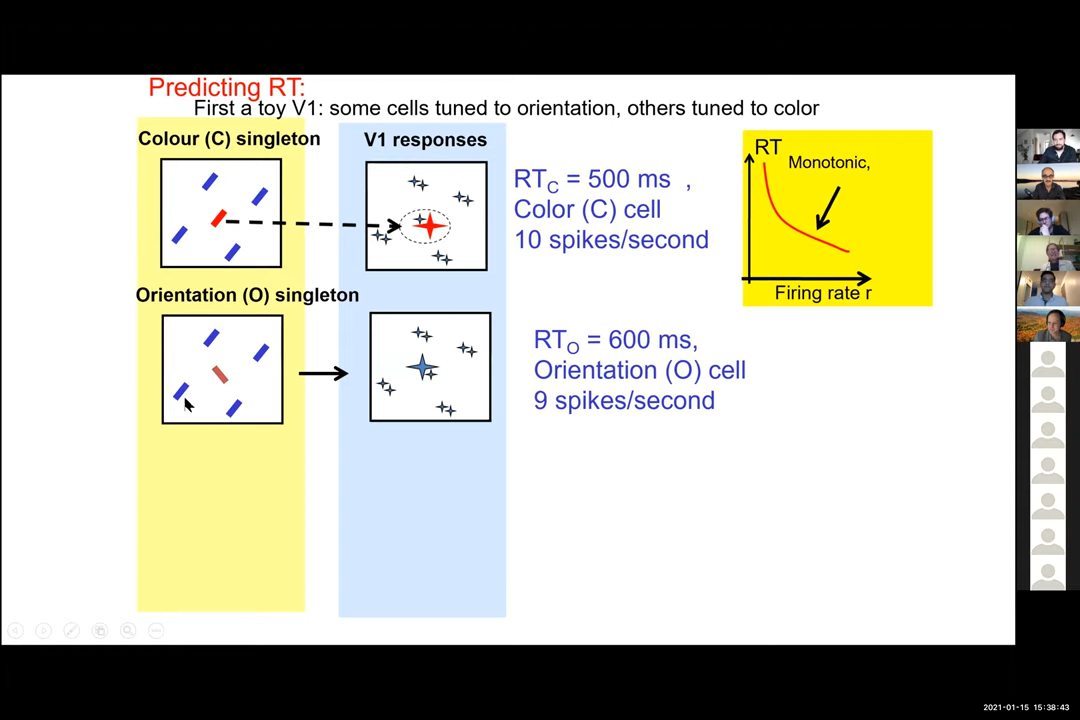 Predicting RT:
First a toy V1: some cells tuned to orientation, others tuned to color
Colour (C) singleton
V1 responses
RTC = 500 ms ,
Color (C) cell
10 spikes/second
RT
Monotonic,
Firing rate r
Orientation (O) singleton
RTO = 600 ms,
Orientation (O) cell
9 spikes/second
2021-01-15 15:38:43